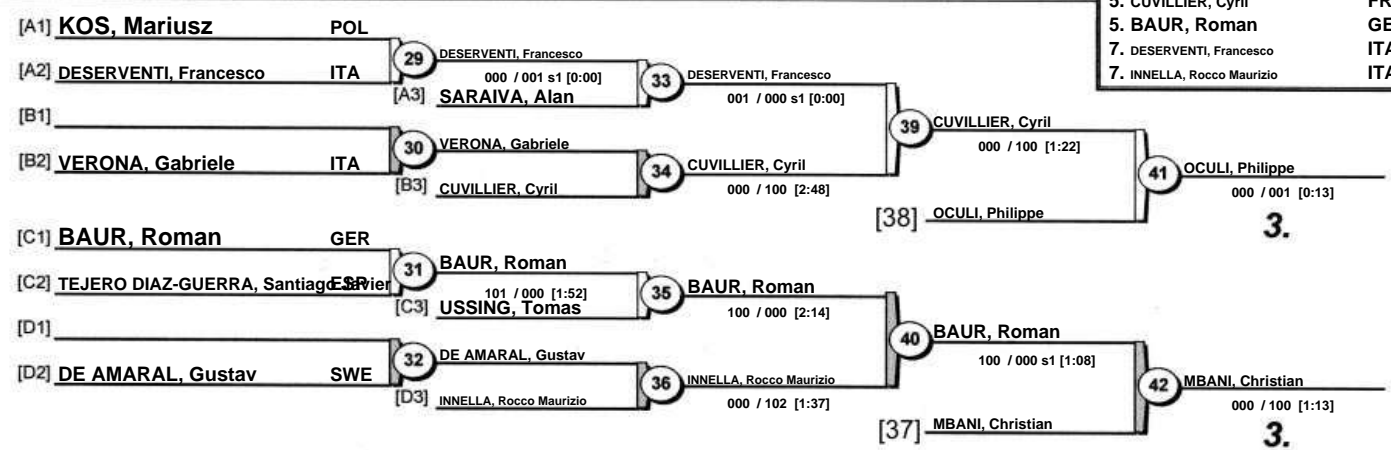 5. CUVILLIER, Cyril FR
5. BAUR, Roman GE
7. DESERVENTI, Francesco ITA
7. INNELLA, Rocco Maurizio ITA
[A1] KOS, Mariusz POL
[A2] DESERVENTI, Francesco ITA
29 DESERVENTI, Francesco
000 / 001 s1 [0:00]
[A3] SARAIVA, Alan
33 DESERVENTI, Francesco
001 / 000 s1 [0:00]
[B1]
[B2] VERONA, Gabriele ITA
30 VERONA, Gabriele
[B3] CUVILLIER, Cyril
34 CUVILLIER, Cyril
000 / 100 [2:48]
39 CUVILLIER, Cyril
000 / 100 [1:22]
[38] OCULI, Philippe
41 OCULI, Philippe
000 / 001 [0:13]
3.
[C1] BAUR, Roman GER
[C2] TEJERO DIAZ-GUERRA, Santiago Javier ESP
31 BAUR, Roman
101 / 000 [1:52]
[C3] USSING, Tomas
35 BAUR, Roman
100 / 000 [2:14]
[D1]
[D2] DE AMARAL, Gustav SWE
32 DE AMARAL, Gustav
[D3] INNELLA, Rocco Maurizio
36 INNELLA, Rocco Maurizio
000 / 102 [1:37]
40 BAUR, Roman
100 / 000 s1 [1:08]
[37] MBANI, Christian
42 MBANI, Christian
000 / 100 [1:13]
3.